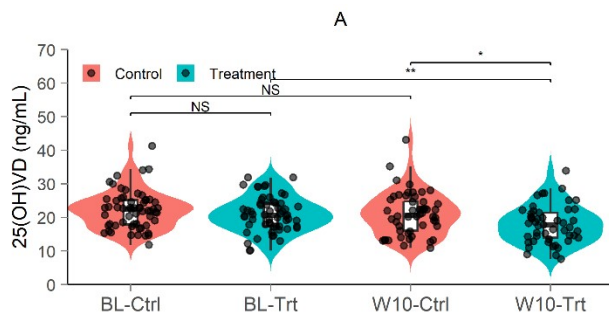 A
70
60
50
40
30
20
10
0
25(OH)VD (ng/mL)
Control
Treatment
*
**
NS
NS
BL-Ctrl
BL-Trt
W10-Ctrl
W10-Trt